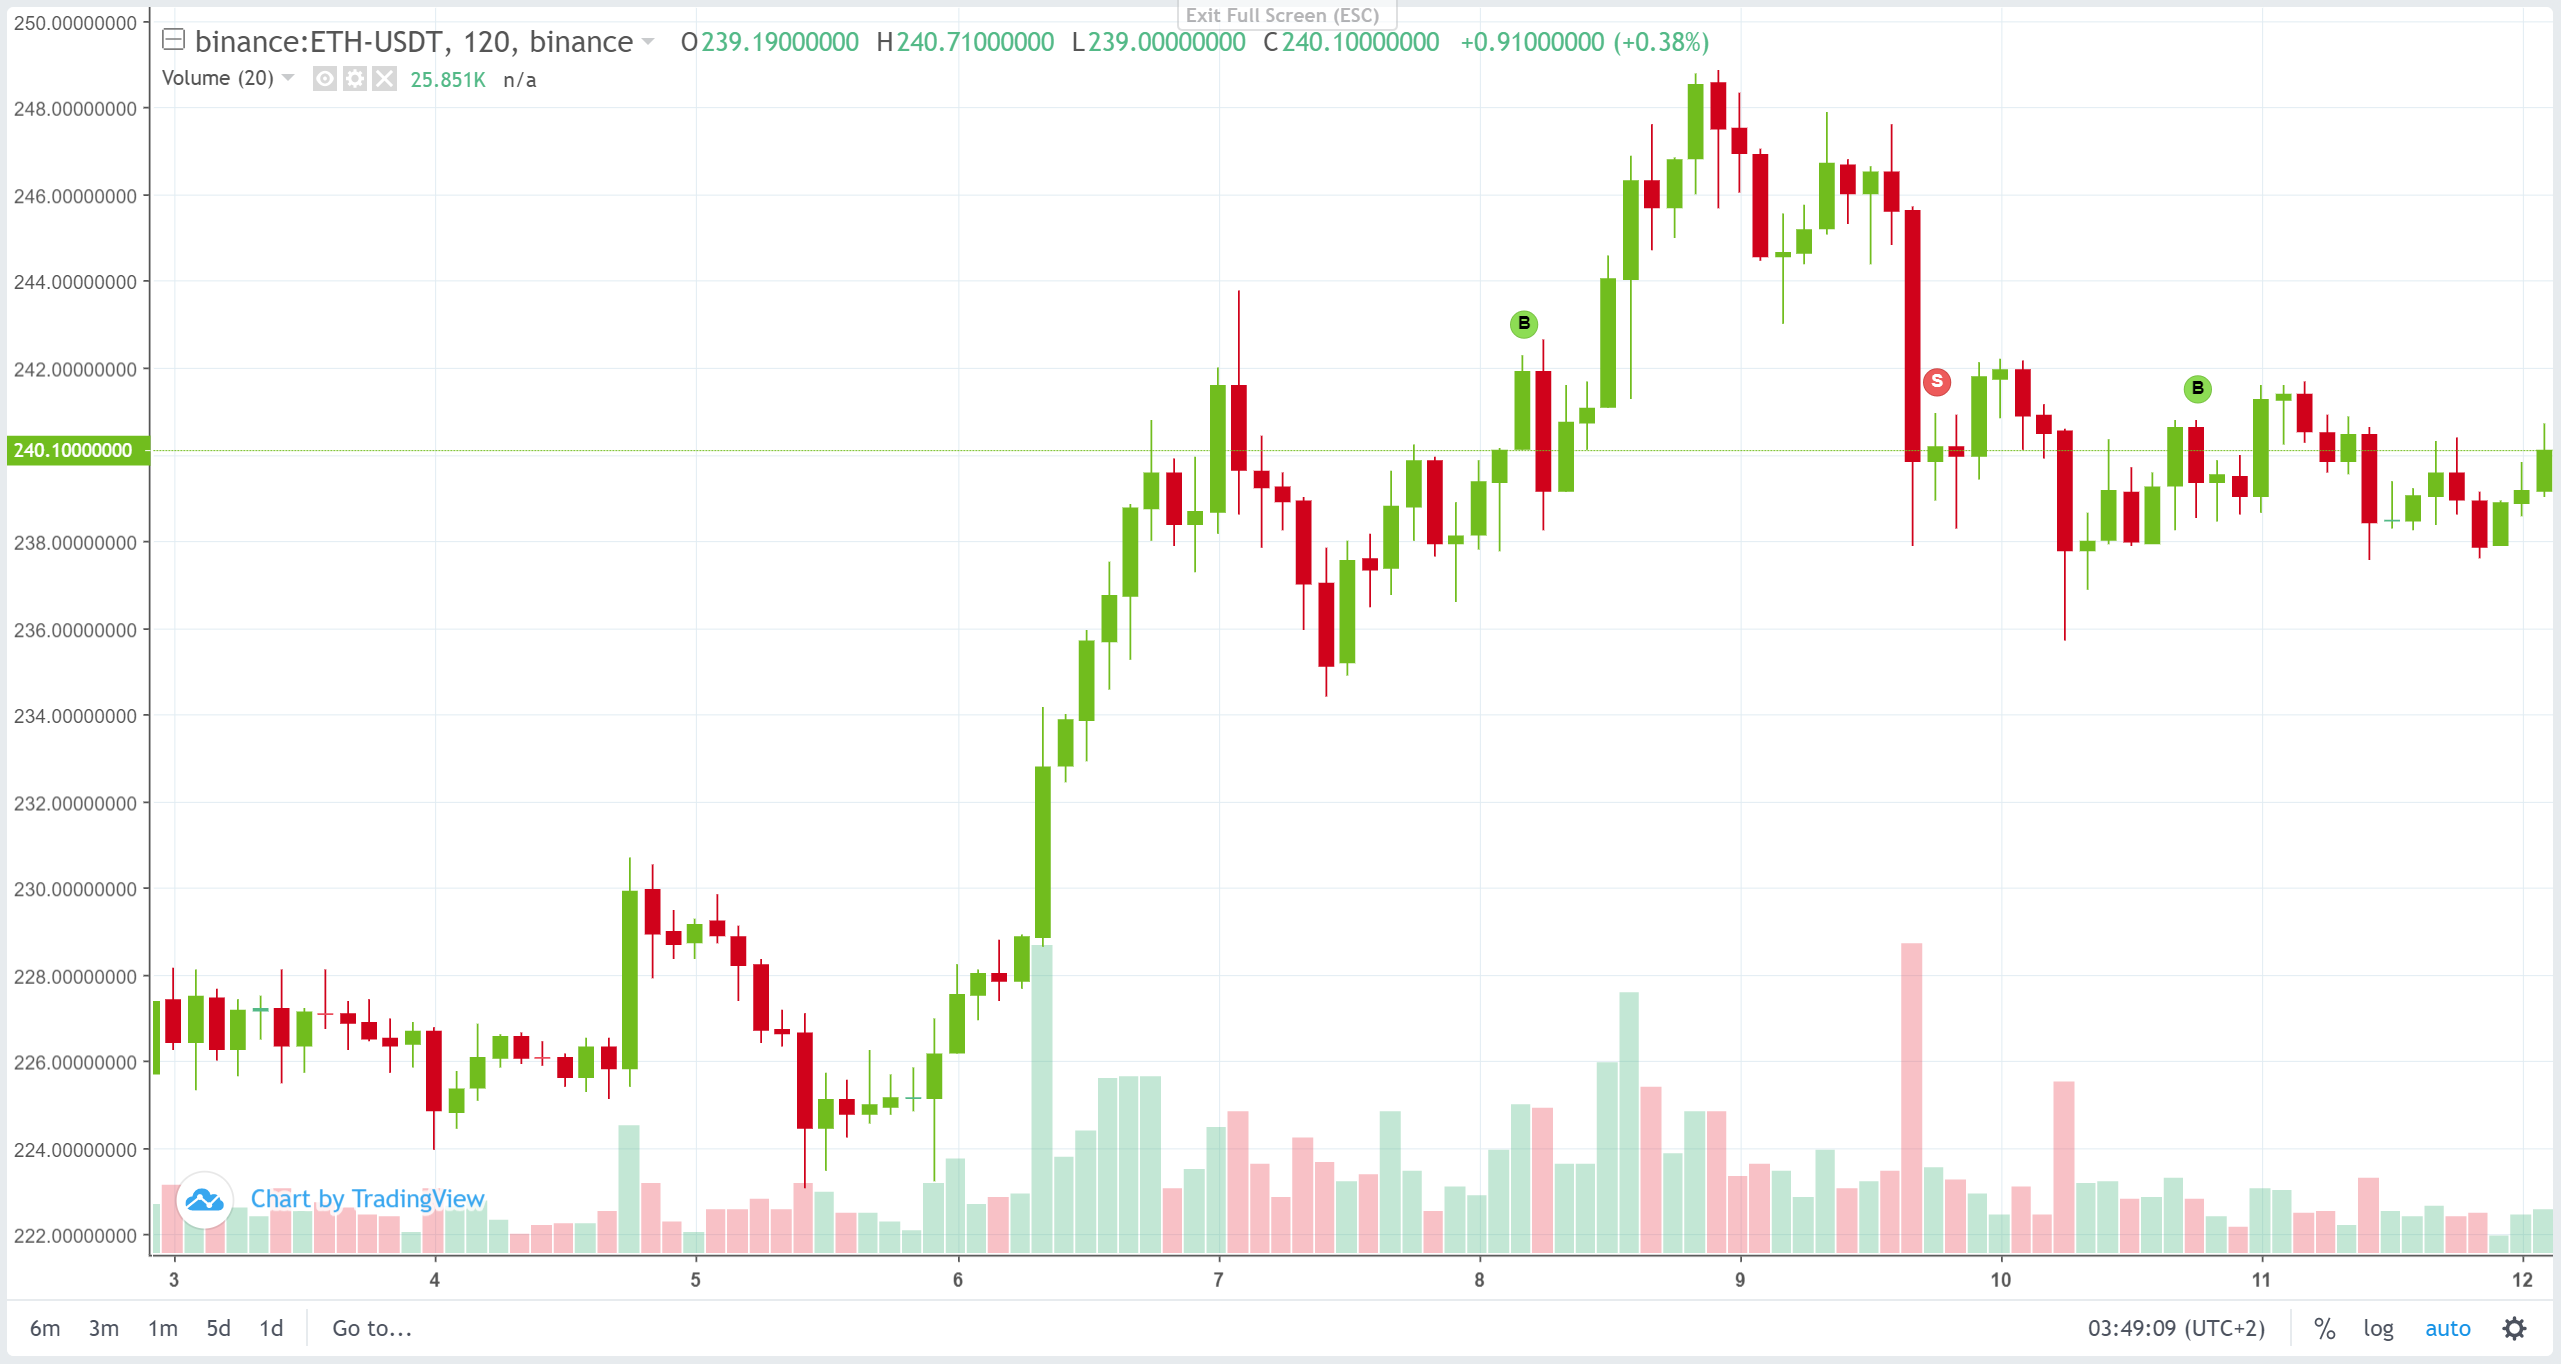 Exit Full Screen (ESC)
binance:ETH-USDT, 120, binance O239.19000000 H240.71000000 L239.00000000 C240.10000000 +0.91000000 (+0.38%)
Volume (20) 25.851K n/a
250.00000000
248.00000000
246.00000000
244.00000000
B
242.00000000
S
B
240.10000000
238.00000000
236.00000000
234.00000000
232.00000000
230.00000000
228.00000000
226.00000000
224.00000000
Chart by TradingView
222.00000000
3 4 5 6 7 8 9 10 11 12
6m 3m 1m 5d 1d Go to... 03:49:09 (UTC+2) % log auto